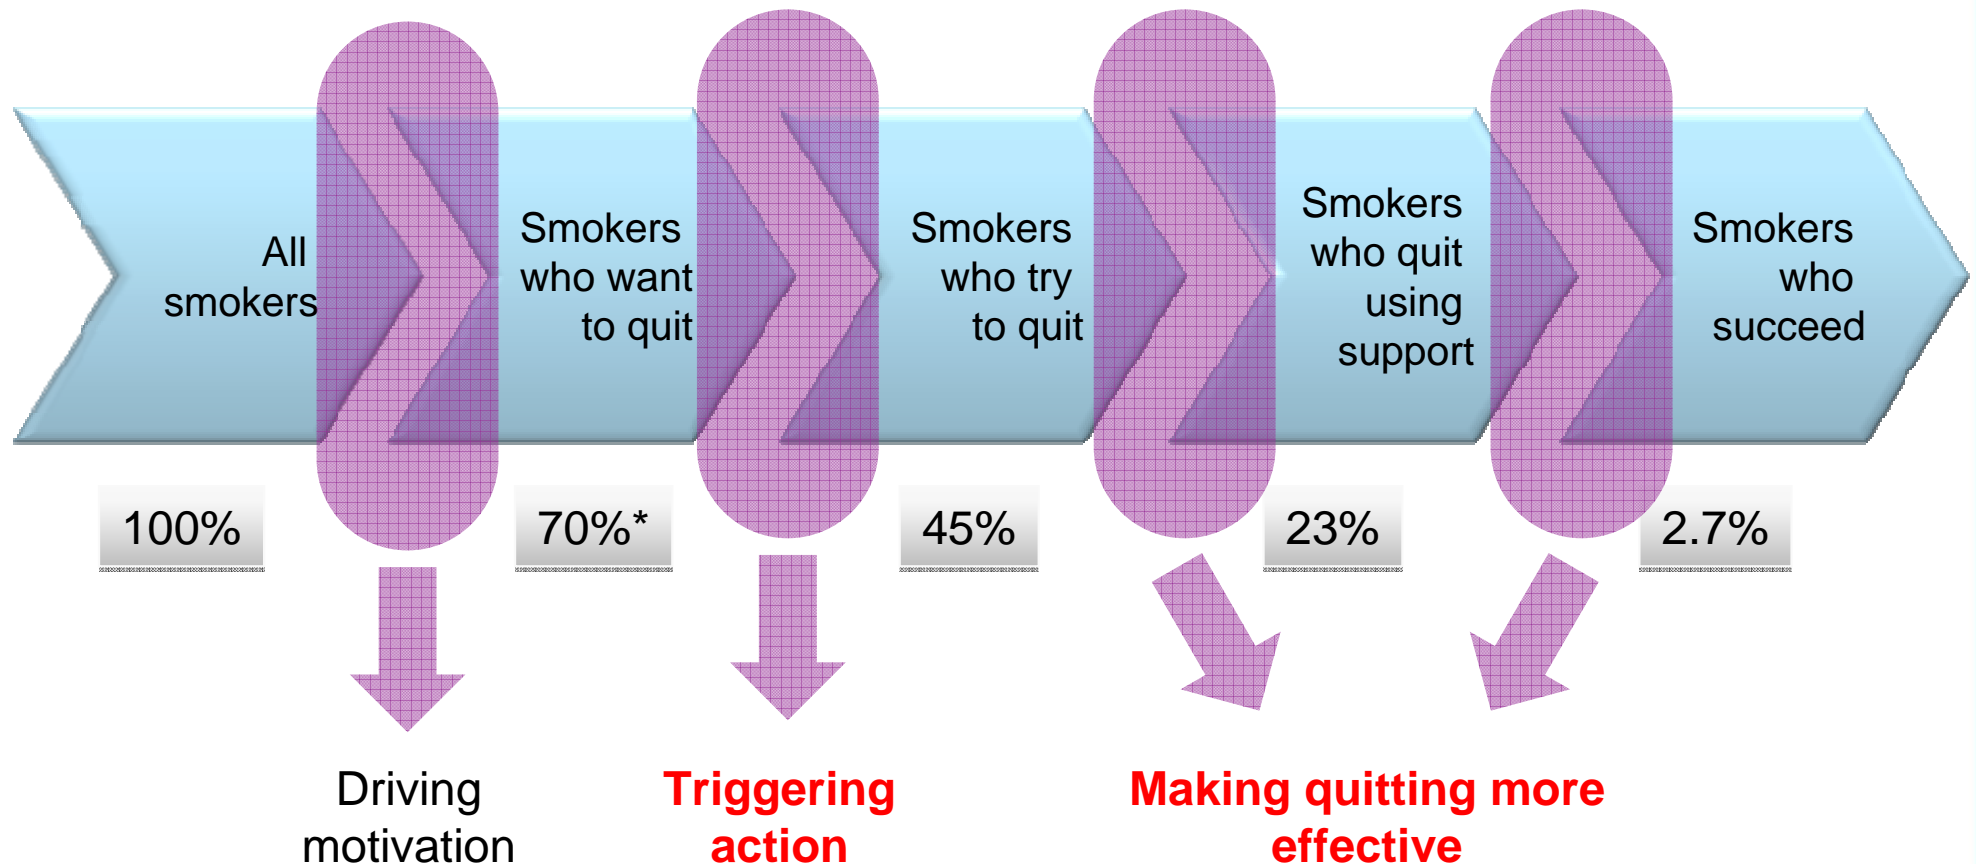 All
smokers
Smokers
who want
to quit
Smokers
who try
to quit
Smokers
who quit
using
support
Smokers
who
succeed
100%
70%*
45%
23%
2.7%
Driving
motivation
Triggering
action
Making quitting more
effective